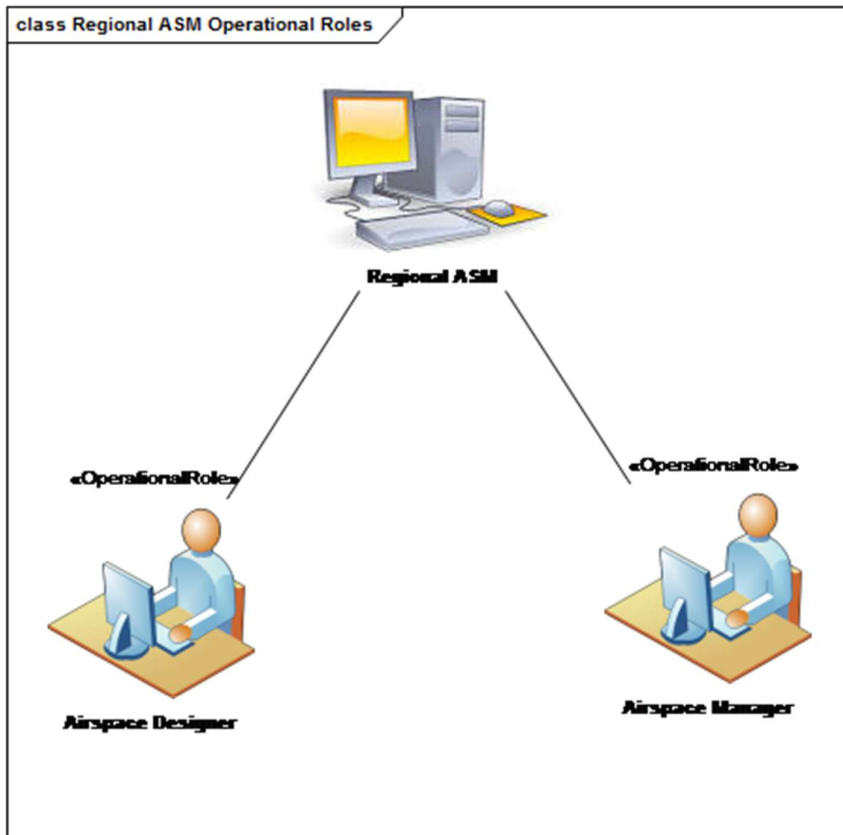 class Regional ASM Operational Roles
Regional ASM
«OperationalRole»
«OperationalRole»
Airspace Designer
Airspace Manager